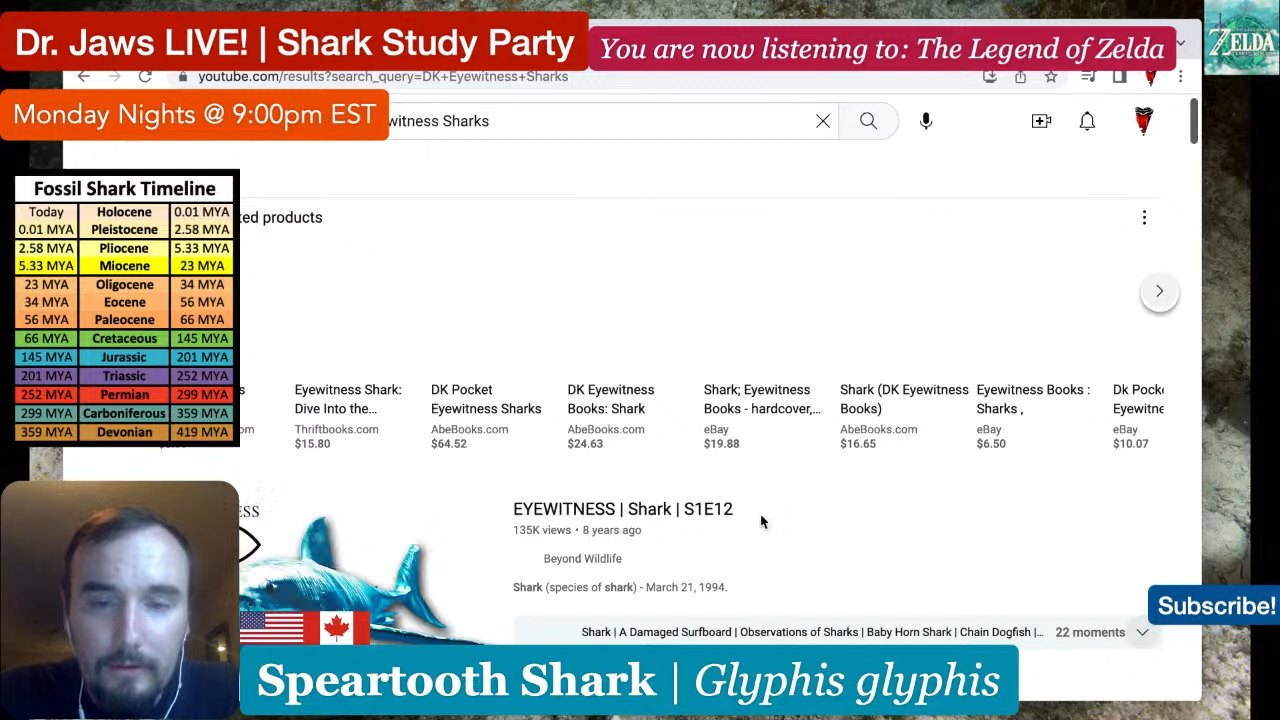 Dr. Jaws LIVE! | Shark Study Party
You are now listening to: The Legend of Zelda
ZELDA
youtube.com/results?search_query=DK+Eyewitness+Sharks
Monday Nights @ 9:00pm EST
witness Sharks
Fossil Shark Timeline
Today Holocene 0.01 MYA
0.01 MYA Pleistocene 2.58 MYA
2.58 MYA Pliocene 5.33 MYA
5.33 MYA Miocene 23 MYA
23 MYA Oligocene 34 MYA
34 MYA Eocene 56 MYA
56 MYA Paleocene 66 MYA
66 MYA Cretaceous 145 MYA
145 MYA Jurassic 201 MYA
201 MYA Triassic 252 MYA
252 MYA Permian 299 MYA
299 MYA Carboniferous 359 MYA
359 MYA Devonian 419 MYA
ted products
s
om
Eyewitness Shark:
Dive Into the...
Thriftbooks.com
$15.80
DK Pocket
Eyewitness Sharks
AbeBooks.com
$64.52
DK Eyewitness
Books: Shark
AbeBooks.com
$24.63
Shark; Eyewitness
Books - hardcover,...
eBay
$19.88
Shark (DK Eyewitness
Books)
AbeBooks.com
$16.65
Eyewitness Books :
Sharks ,
eBay
$6.50
Dk Pock
Eyewitne
eBay
$10.07
ESS
EYEWITNESS | Shark | S1E12
135K views • 8 years ago
Beyond Wildlife
Shark (species of shark) - March 21, 1994.
Shark | A Damaged Surfboard | Observations of Sharks | Baby Horn Shark | Chain Dogfish |... 22 moments
Subscribe!
Speartooth Shark | Glyphis glyphis